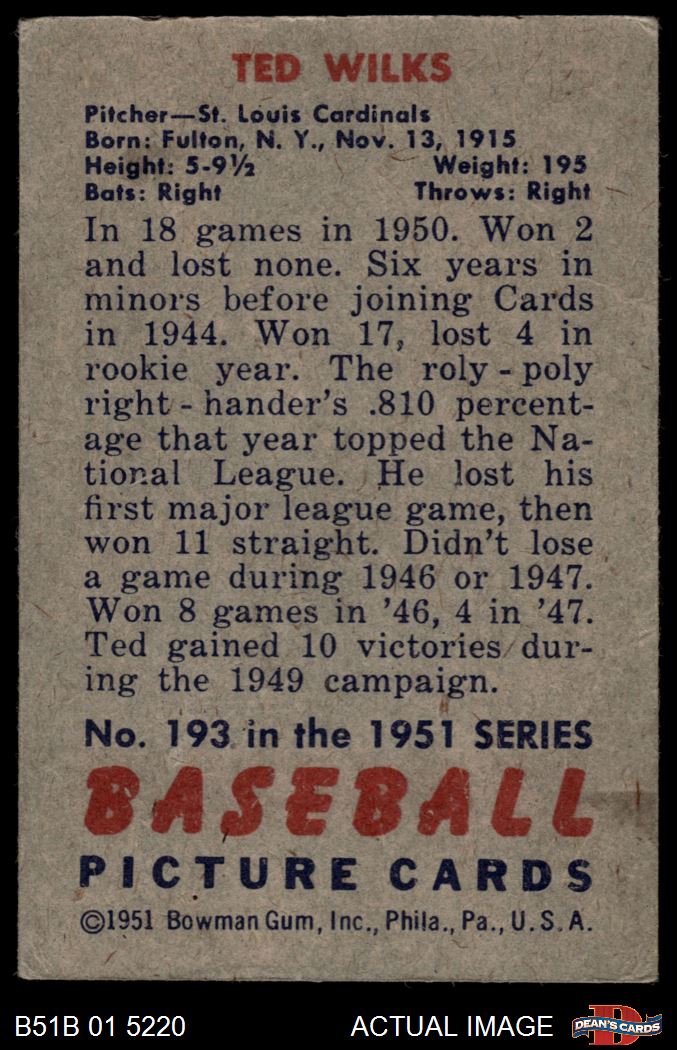 TED WILKS
Pitcher—St. Louis Cardinals
Born: Fulton, N. Y., Nov. 13, 1915
Height: 5-9½ Weight: 195
Bats: Right Throws: Right
In 18 games in 1950. Won 2
and lost none. Six years in
minors before joining Cards
in 1944. Won 17, lost 4 in
rookie year. The roly-poly
right-hander's .810 percent-
age that year topped the Na-
tional League. He lost his
first major league game, then
won 11 straight. Didn't lose
a game during 1946 or 1947.
Won 8 games in '46, 4 in '47.
Ted gained 10 victories dur-
ing the 1949 campaign.
No. 193 in the 1951 SERIES
BASEBALL
PICTURE CARDS
©1951 Bowman Gum, Inc., Phila., Pa., U.S.A.
B51B 01 5220 ACTUAL IMAGE D DEAN'S CARDS